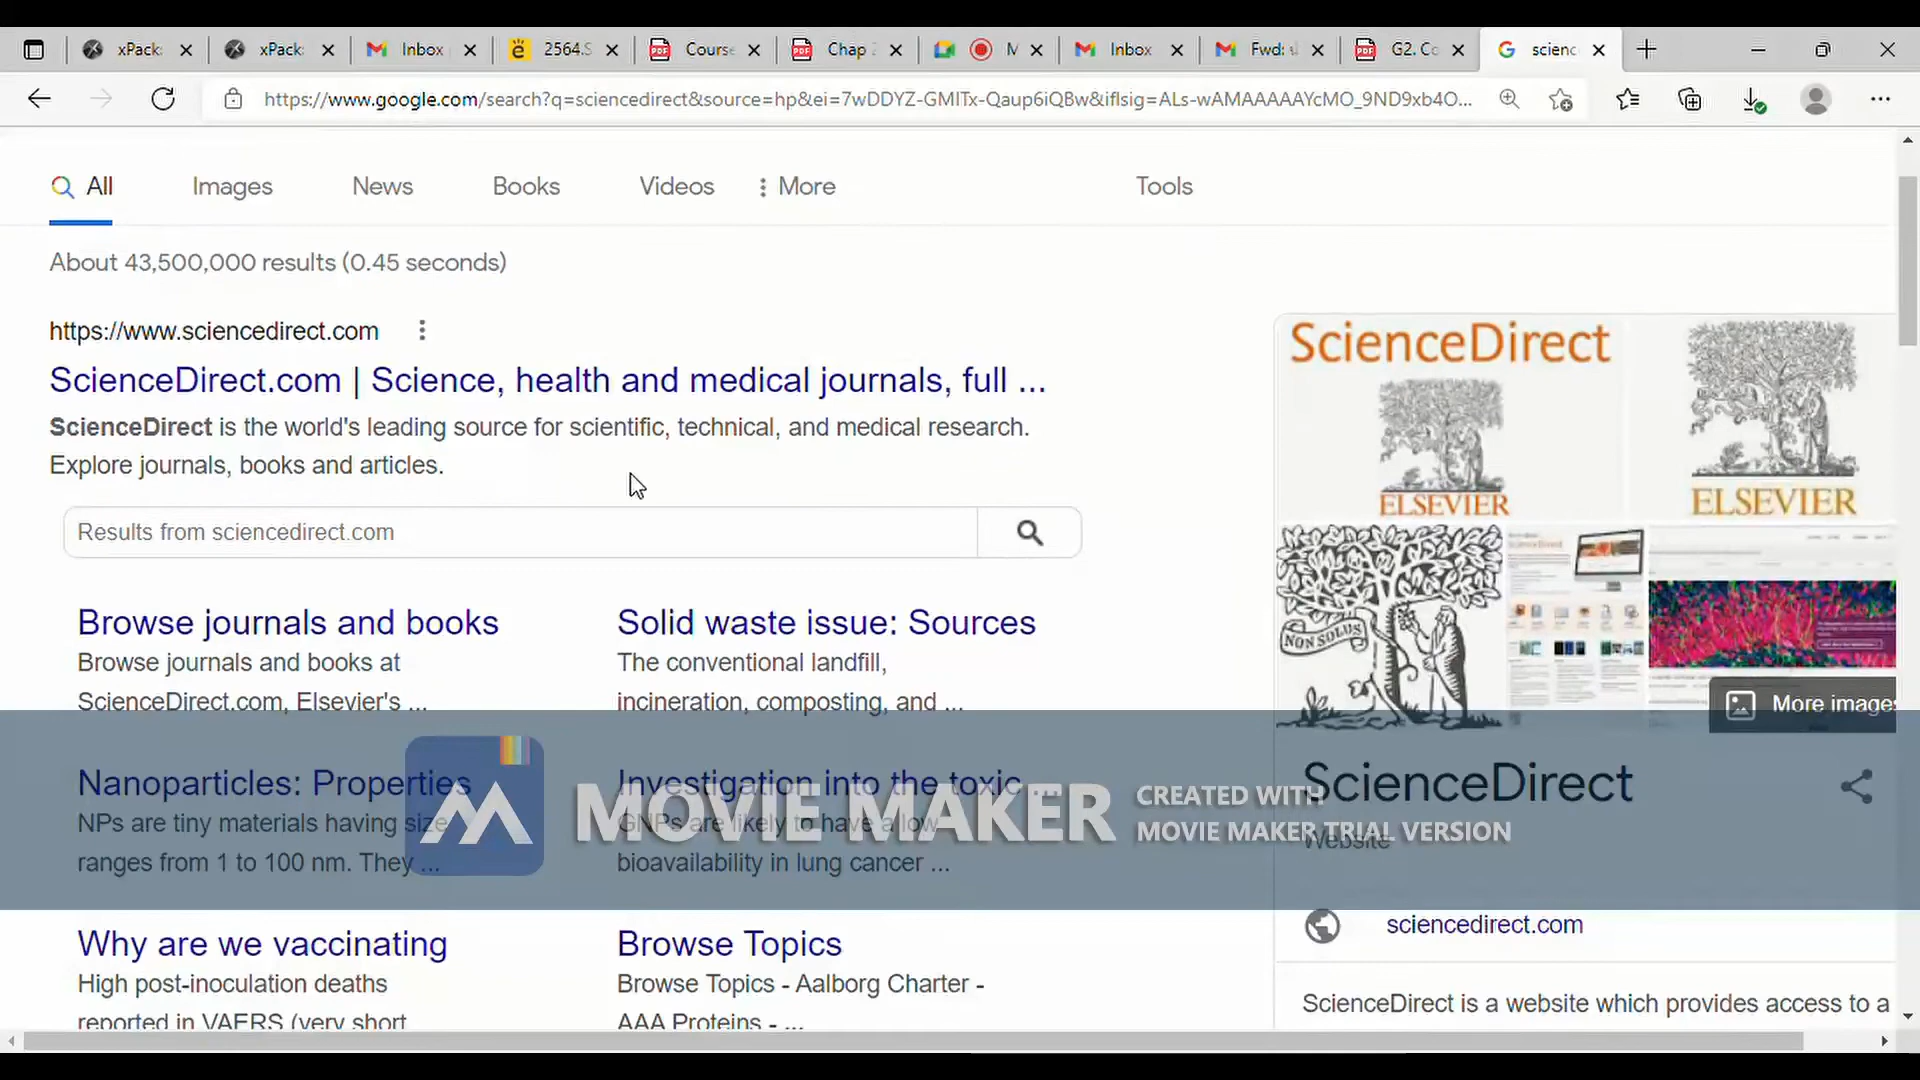 xPack
xPack
Inbox
2564.S
Course
Chap 2
M
Inbox
Fwd:
G2. Co
scienc
https://www.google.com/search?q=sciencedirect&source=hp&ei=7wDDYZ-GMITx-Qaup6iQBw&iflsig=ALs-wAMAAAAAYcMO_9ND9xb4O...
All
Images
News
Books
Videos
More
Tools
About 43,500,000 results (0.45 seconds)
https://www.sciencedirect.com
ScienceDirect.com | Science, health and medical journals, full ...
ScienceDirect is the world's leading source for scientific, technical, and medical research.
Explore journals, books and articles.
Results from sciencedirect.com
Browse journals and books
Browse journals and books at
ScienceDirect.com, Elsevier's ...
Solid waste issue: Sources
The conventional landfill,
incineration, composting, and ...
Nanoparticles: Properties
NPs are tiny materials having size
ranges from 1 to 100 nm. They ...
Investigation into the toxic ...
GNPs are likely to have a low
bioavailability in lung cancer ...
Why are we vaccinating
High post-inoculation deaths
reported in VAERS (very short
Browse Topics
Browse Topics - Aalborg Charter -
AAA Proteins - ...
ScienceDirect
ELSEVIER
ELSEVIER
NON SOLUS
More images
ScienceDirect
Website
sciencedirect.com
ScienceDirect is a website which provides access to a
MOVIE MAKER
CREATED WITH
MOVIE MAKER TRIAL VERSION